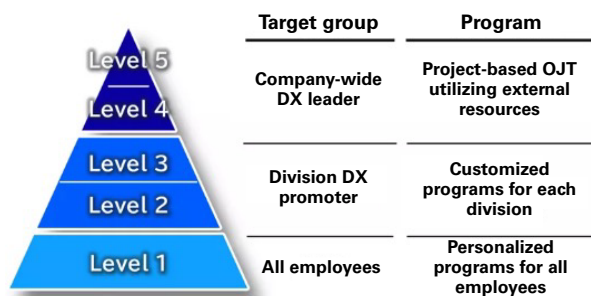 Target group
Program
Level 5
Level 4
Company-wide
DX leader
Project-based OJT
utilizing external
resources
Level 3
Level 2
Division DX
promoter
Customized
programs for each
division
Level 1
All employees
Personalized
programs for all
employees